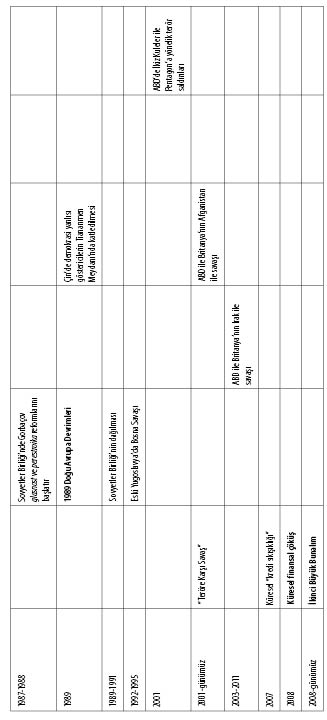 1987-1988
Sovyetler Birliği'nde Gorbaçov
glasnost ve perestroika reformlarını
başlatır
1989
1989 Doğu Avrupa Devrimleri
Çin'de demokrasi yanlısı
göstericilerin Tiananmen
Meydanı'nda katledilmesi
1989-1991
Sovyetler Birliği'nin dağılması
1992-1995
Eski Yugoslavya'da Bosna Savaşı
2001
ABD'de İkiz Kuleler ile
Pentagon'a yönelik terör
saldırıları
2001-günümüz
"Teröre Karşı Savaş"
ABD ile Britanya'nın Afganistan
ile savaşı
2003-2011
ABD ile Britanya'nın Irak ile
savaşı
2007
Küresel "kredi sıkışıklığı"
2008
Küresel finansal çöküş
2008-günümüz
İkinci Büyük Bunalım